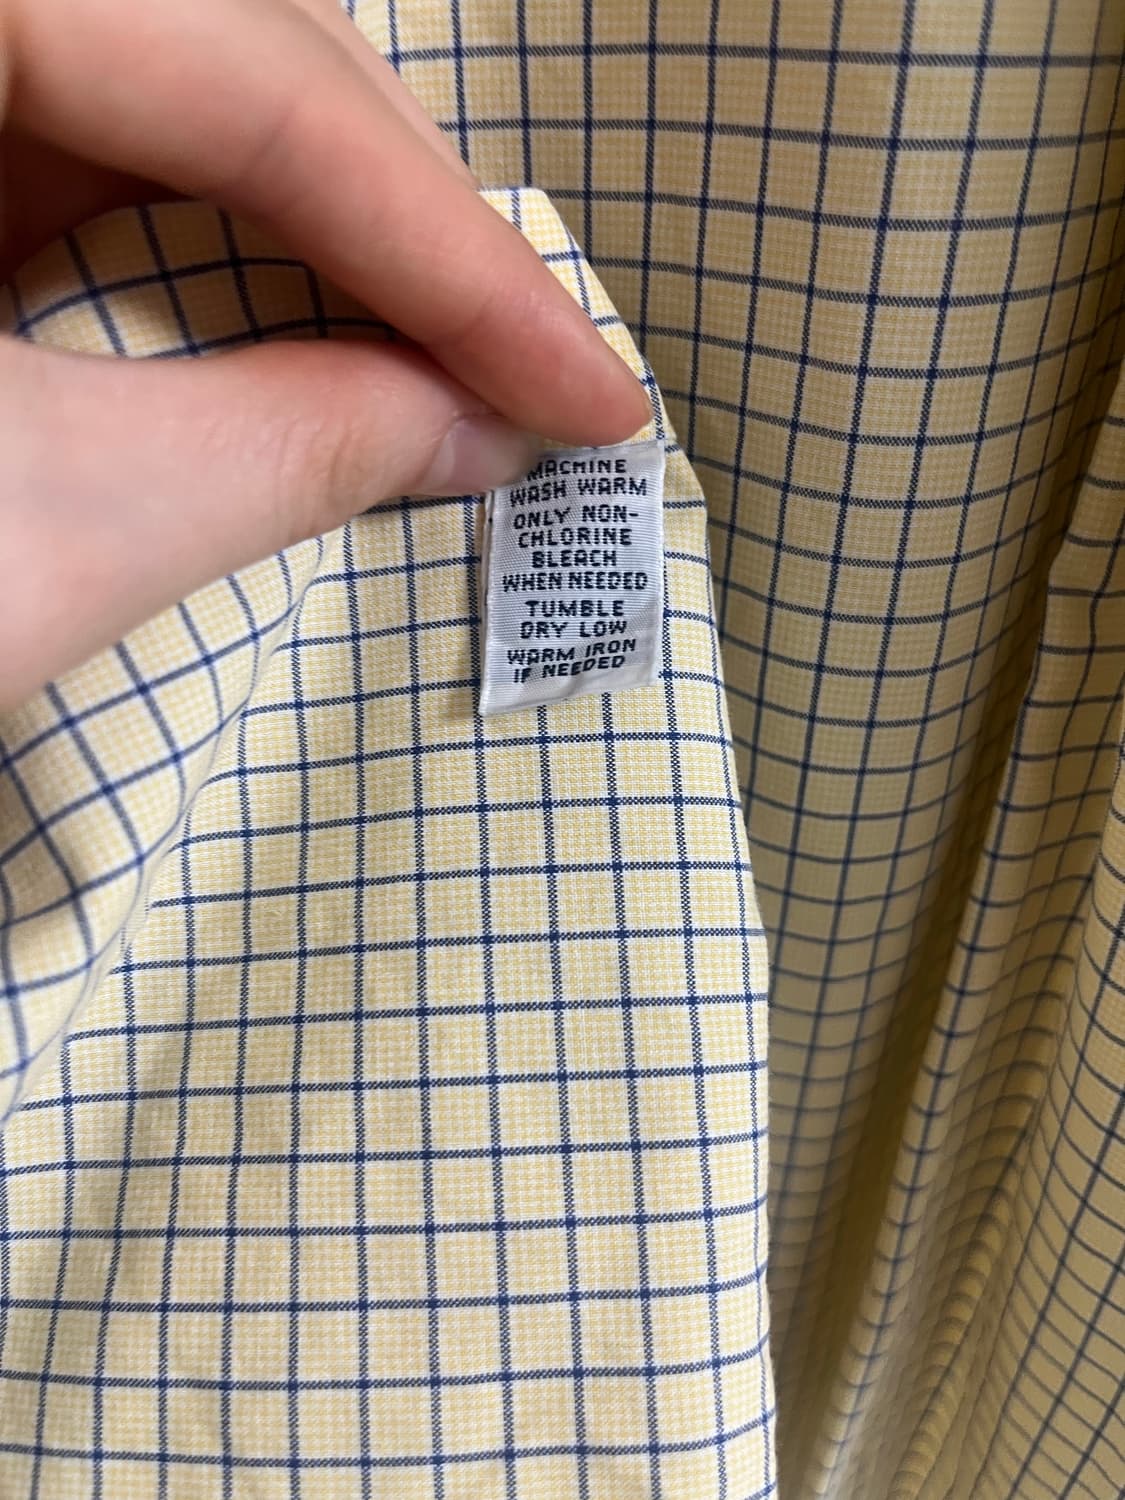 MACHINE
WASH WARM
ONLY NON-
CHLORINE
BLEACH
WHEN NEEDED
TUMBLE
DRY LOW
WARM IRON
IF NEEDED